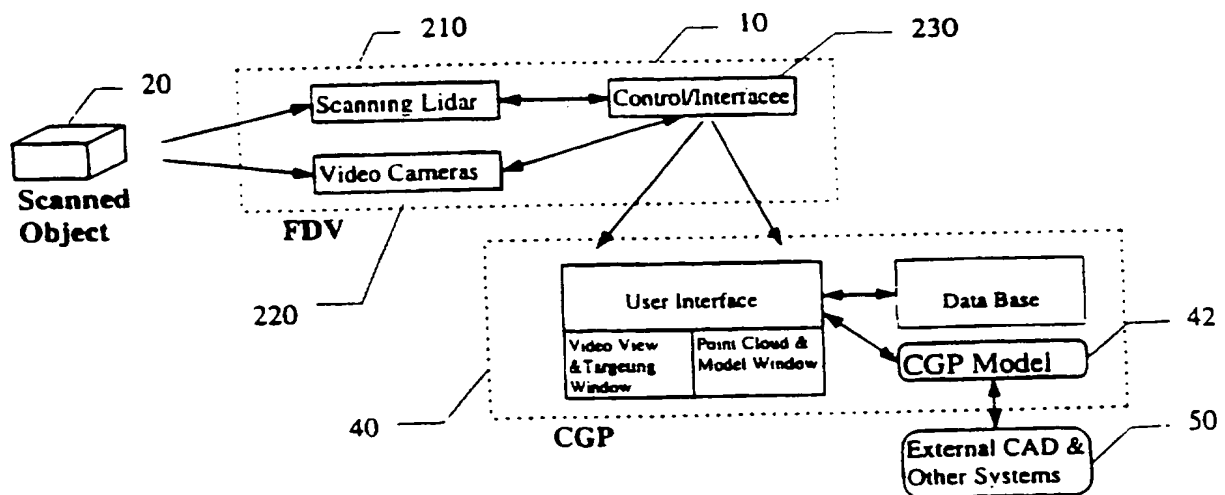 210
10
230
20
Scanning Lidar
Control/Interfacee
Video Cameras
Scanned
Object
FDV
220
User Interface
Data Base
Video View
& Targeting
Window
Point Cloud &
Model Window
42
CGP Model
40
CGP
50
External CAD &
Other Systems